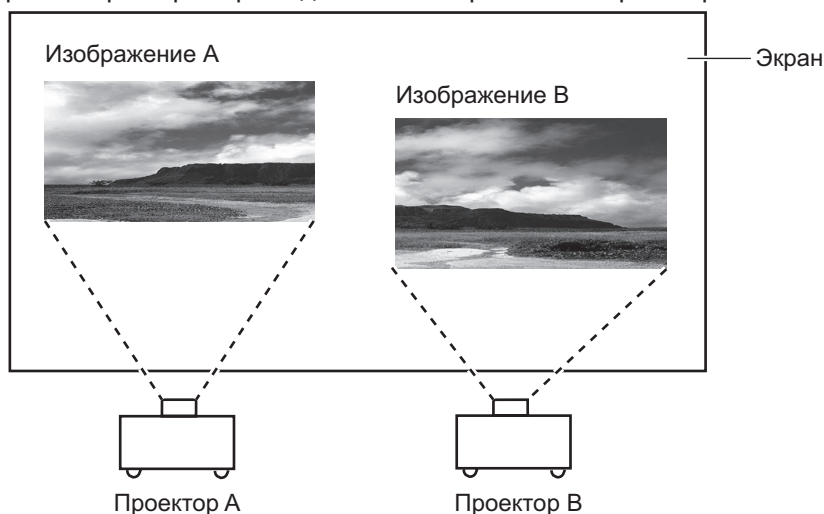 Изображение A
Экран
Изображение B
Проектор A
Проектор B